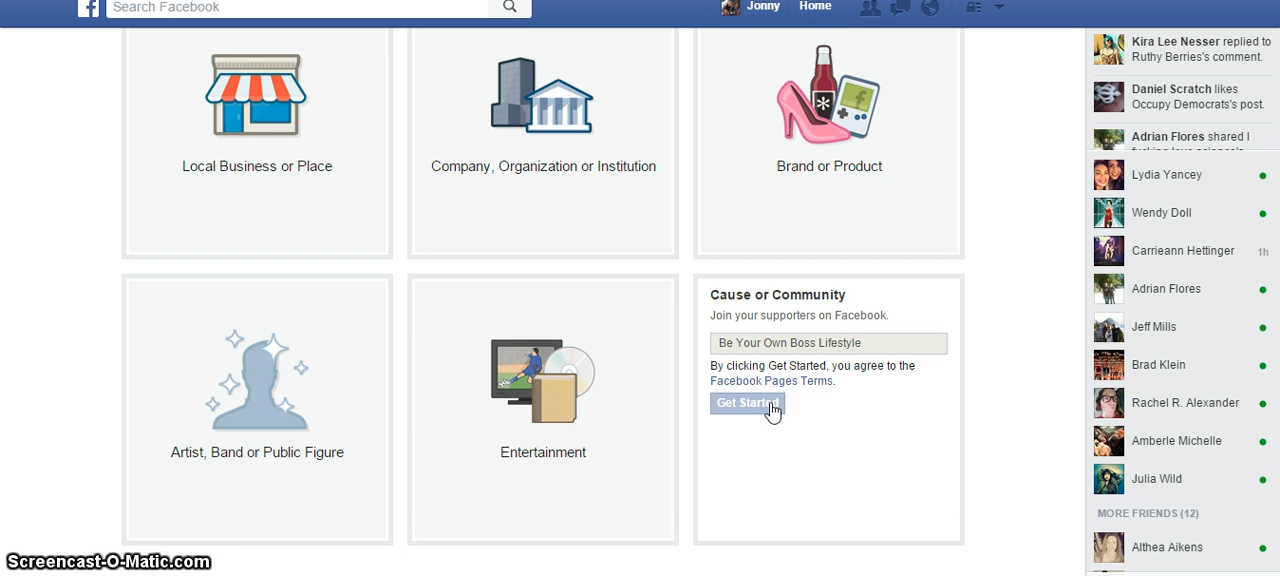 Search Facebook
Jonny
Home
Local Business or Place
Company, Organization or Institution
Brand or Product
Artist, Band or Public Figure
Entertainment
Cause or Community
Join your supporters on Facebook.
Be Your Own Boss Lifestyle
By clicking Get Started, you agree to the
Facebook Pages Terms.
Get Started
Kira Lee Nesser replied to
Ruthy Berries's comment.
Daniel Scratch likes
Occupy Democrats's post.
Adrian Flores shared I
Lydia Yancey
Wendy Doll
Carrieann Hettinger 1h
Adrian Flores
Jeff Mills
Brad Klein
Rachel R. Alexander
Amberle Michelle
Julia Wild
MORE FRIENDS (12)
Althea Aikens
Screencast-O-Matic.com